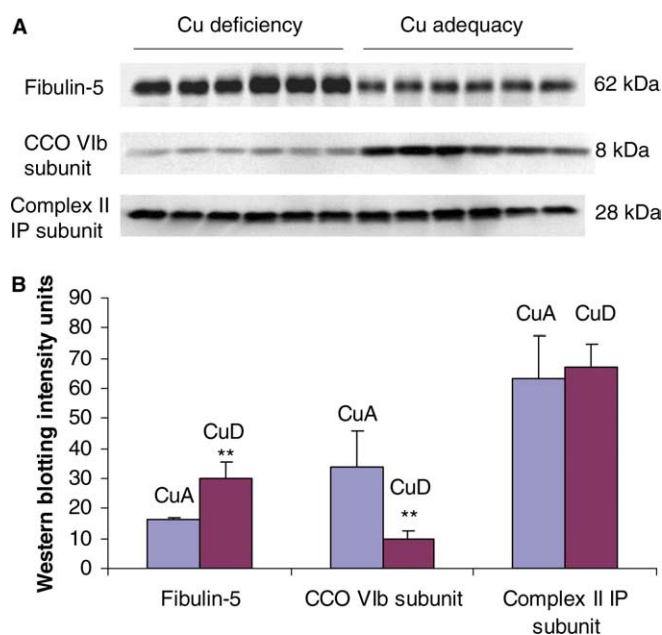 A
Cu deficiency Cu adequacy
Fibulin-5 62 kDa
CCO VIb
subunit 8 kDa
Complex II
IP subunit 28 kDa
B
Western blotting intensity units
90
80
70
60
50
40
30
20
10
0
CuA
CuD
**
CuA
CuD
**
CuA CuD
Fibulin-5 CCO VIb subunit Complex II IP
subunit